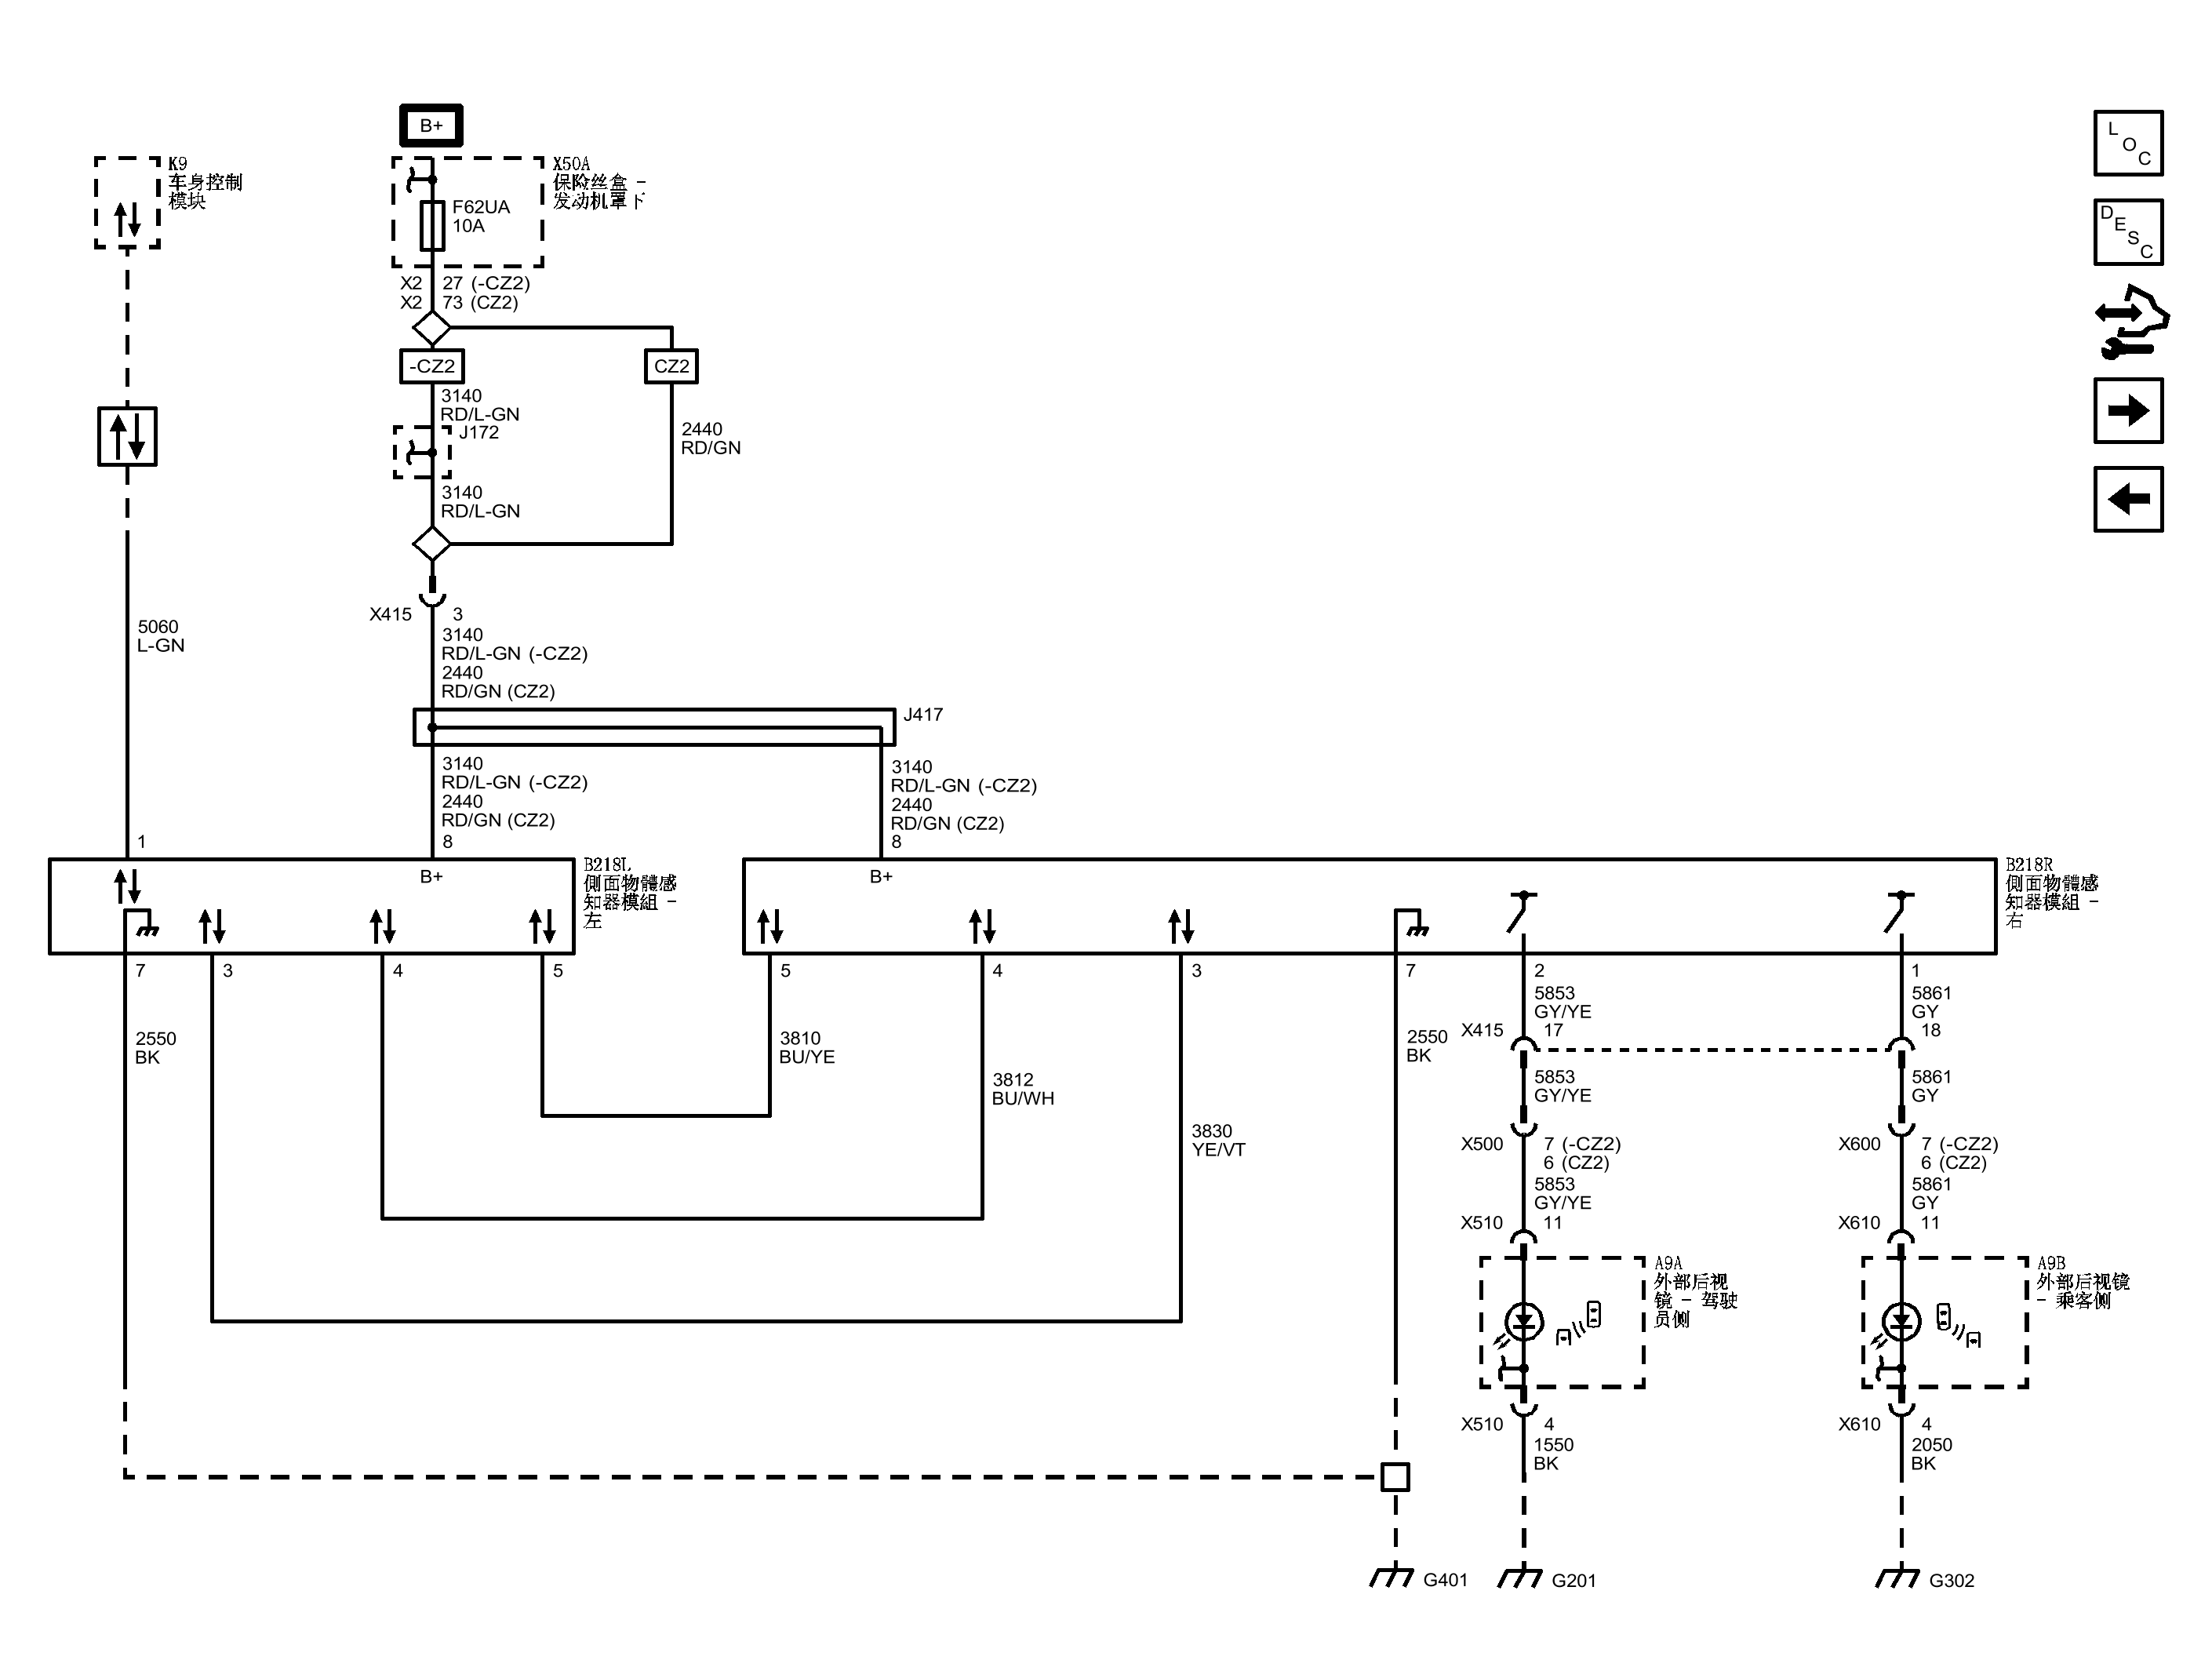 B+
K9
车身控制
模块
X50A
保险丝盒 -
发动机罩下
F62UA
10A
X2 27 (-CZ2)
X2 73 (CZ2)
-CZ2
CZ2
3140
RD/L-GN
J172
2440
RD/GN
3140
RD/L-GN
X415 3
3140
RD/L-GN (-CZ2)
2440
RD/GN (CZ2)
5060
L-GN
J417
3140
RD/L-GN (-CZ2)
2440
RD/GN (CZ2)
8
3140
RD/L-GN (-CZ2)
2440
RD/GN (CZ2)
8
1
B+
B218L
側面物體感
知器模組 -
左
B+
B218R
側面物體感
知器模組 -
右
7 3 4 5 5 4 3 7 2 1
2550
BK
3810
BU/YE
3812
BU/WH
3830
YE/VT
2550
BK
5853
GY/YE
X415 17
5861
GY
18
5853
GY/YE
5861
GY
X500 7 (-CZ2)
6 (CZ2)
5853
GY/YE
X510 11
X600 7 (-CZ2)
6 (CZ2)
5861
GY
X610 11
A9A
外部后视
镜 - 驾驶
员侧
A9B
外部后视镜
- 乘客侧
X510 4
1550
BK
X610 4
2050
BK
G401
G201
G302
LOC
DESC